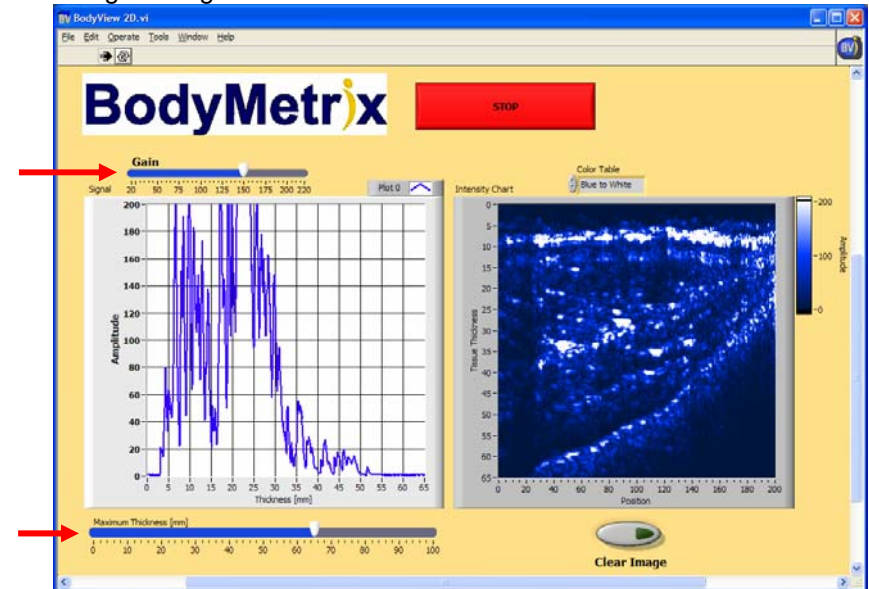 BV BodyView 2D.vi
File Edit Operate Tools Window Help
BV
BodyMetrix
STOP
Gain
20 50 75 100 125 150 175 200 220
Signal
Plot 0
200
180
160
140
120
100
80
60
40
20
0
Amplitude
0 5 10 15 20 25 30 35 40 45 50 55 60 65
Thickness [mm]
Color Table
Blue to White
Intensity Chart
0
5
10
15
20
25
30
35
40
45
50
55
60
65
Tissue Thickness
0 20 40 60 80 100 120 140 160 180 200
Position
200
100
0
Amplitude
Maximum Thickness [mm]
0 10 20 30 40 50 60 70 80 90 100
Clear Image